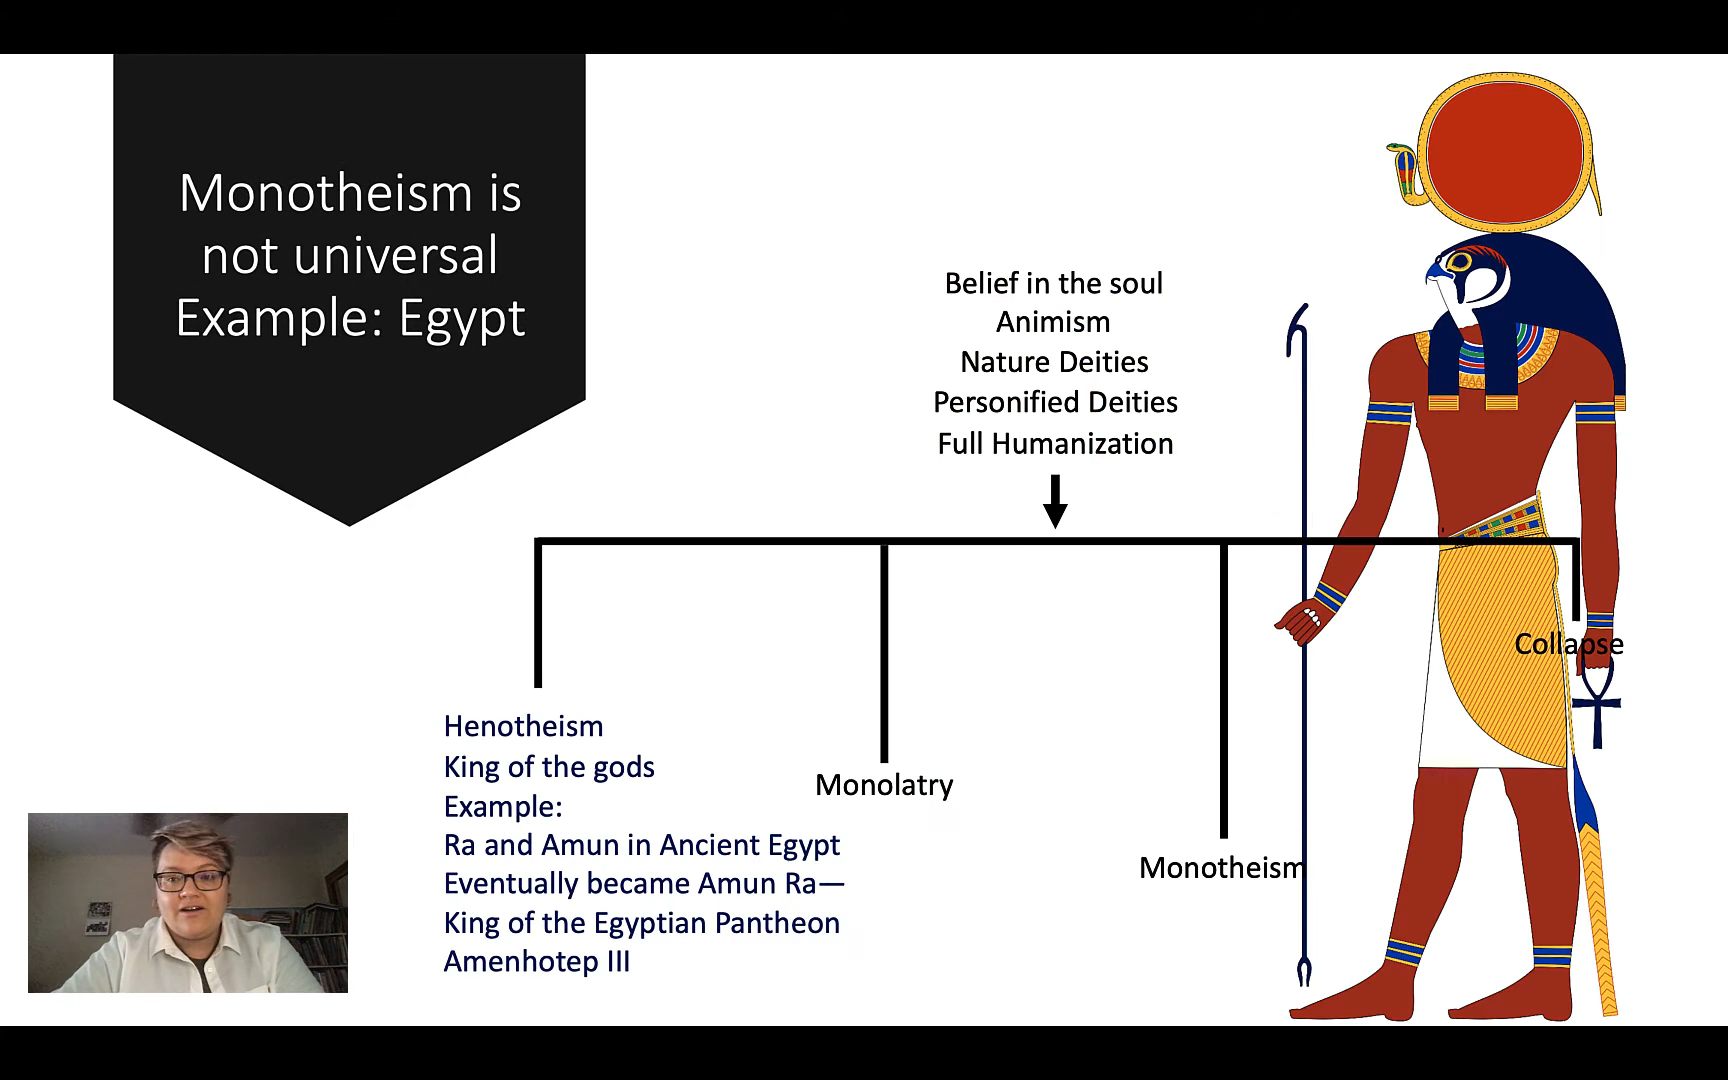 Monotheism is
not universal
Example: Egypt
Belief in the soul
Animism
Nature Deities
Personified Deities
Full Humanization
Collapse
Henotheism
King of the gods
Example:
Ra and Amun in Ancient Egypt
Eventually became Amun Ra—
King of the Egyptian Pantheon
Amenhotep III
Monolatry
Monotheism